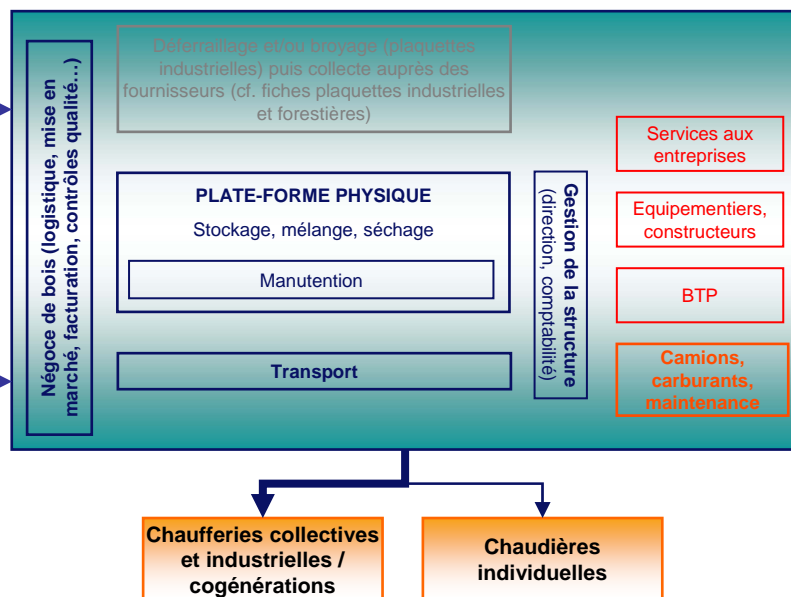 Négoce de bois (logistique, mise en
marché, facturation, contrôles qualité…)
Déferraillage et/ou broyage (plaquettes
industrielles) puis collecte auprès des
fournisseurs (cf. fiches plaquettes industrielles
et forestières)
PLATE-FORME PHYSIQUE
Stockage, mélange, séchage
Manutention
Transport
Gestion de la structure
(direction, comptabilité)
Services aux
entreprises
Equipementiers,
constructeurs
BTP
Camions,
carburants,
maintenance
Chaufferies collectives
et industrielles /
cogénérations
Chaudières
individuelles